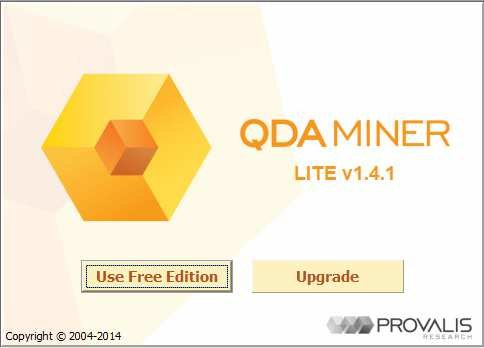 QDA MINER
LITE v1.4.1
Use Free Edition
Upgrade
Copyright © 2004-2014
PROVALIS
RESEARCH